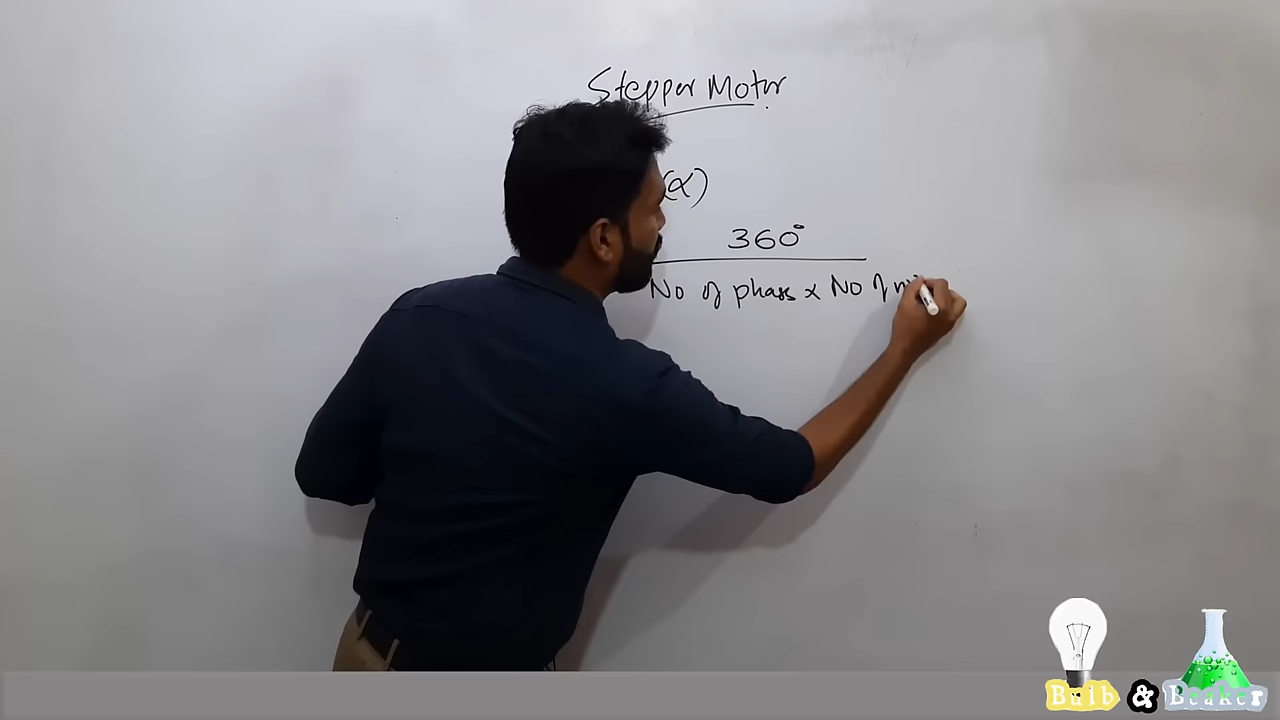 Stepper Motor
(α)
360°
No of phase x No of
Bulb & Beaker